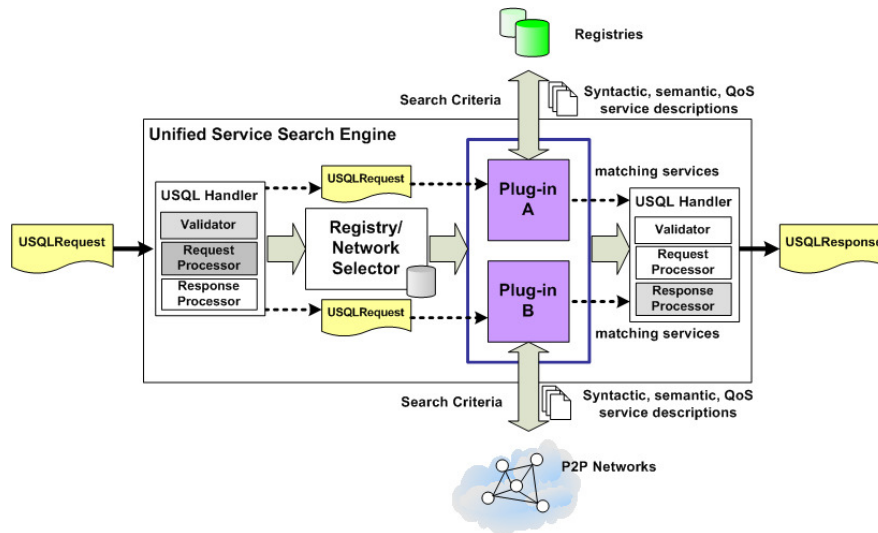 Registries
Search Criteria
Syntactic, semantic, QoS
service descriptions
Unified Service Search Engine
USQLRequest
USQL Handler
Validator
Request
Processor
Response
Processor
USQLRequest
Registry/
Network
Selector
USQLRequest
Plug-in
A
Plug-in
B
matching services
USQL Handler
Validator
Request
Processor
Response
Processor
matching services
USQLResponse
Search Criteria
Syntactic, semantic, QoS
service descriptions
P2P Networks